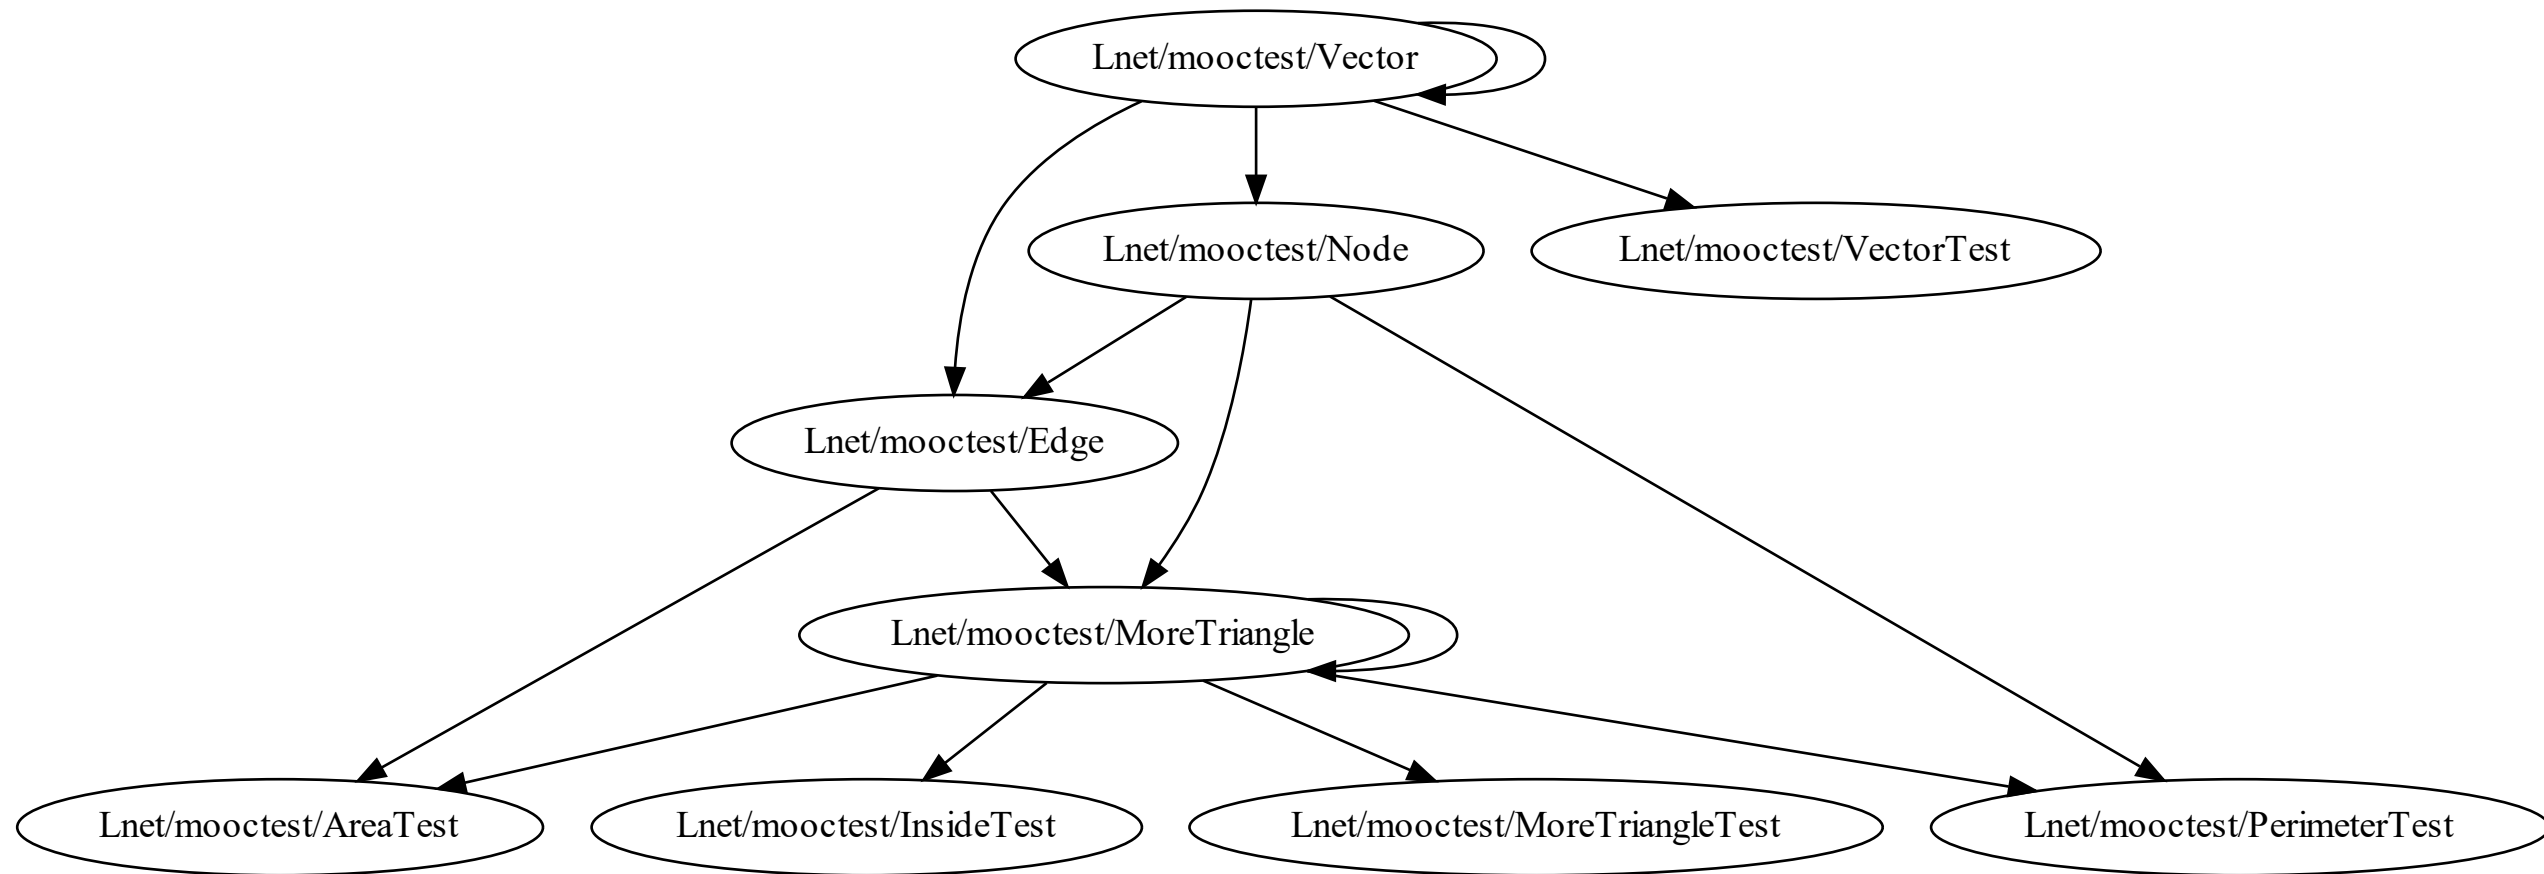 Lnet/mooctest/Vector
Lnet/mooctest/Node
Lnet/mooctest/VectorTest
Lnet/mooctest/Edge
Lnet/mooctest/MoreTriangle
Lnet/mooctest/AreaTest
Lnet/mooctest/InsideTest
Lnet/mooctest/MoreTriangleTest
Lnet/mooctest/PerimeterTest